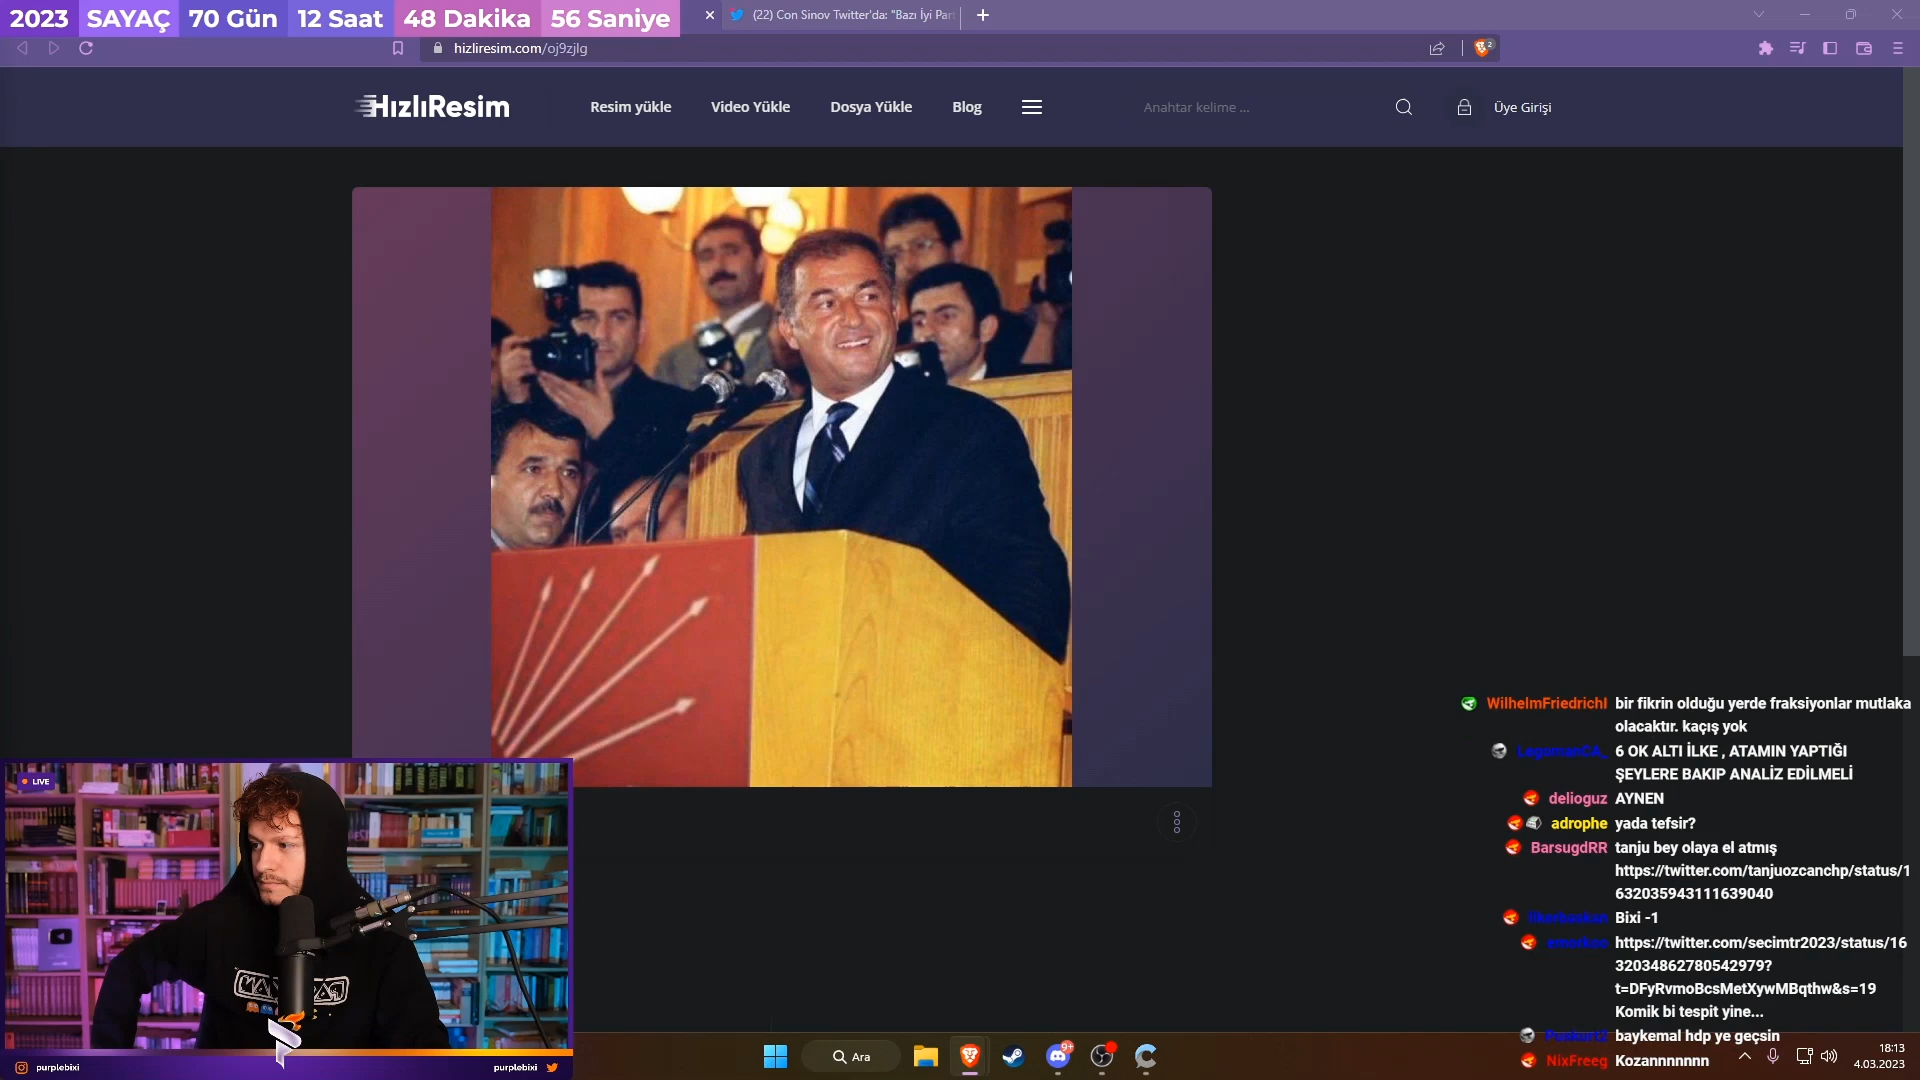 2023 SAYAÇ 70 Gün 12 Saat 48 Dakika 56 Saniye
(22) Con Sinov Twitter'da: "Bazı İyi Par
hizliresim.com/oj9zjlg
2
HızlıResim
Resim yükle
Video Yükle
Dosya Yükle
Blog
Anahtar kelime ...
Üye Girişi
WilhelmFriedrichI bir fikrin olduğu yerde fraksiyonlar mutlaka
olacaktır. kaçış yok
6 OK ALTI İLKE , ATAMIN YAPTIĞI
ŞEYLERE BAKIP ANALİZ EDİLMELİ
delioguz AYNEN
adrophe yada tefsir?
BarsugdRR tanju bey olaya el atmış
https://twitter.com/tanjuozcanchp/status/1
632035943111639040
Bixi -1
https://twitter.com/secimtr2023/status/16
32034862780542979?
t=DFyRvmoBcsMetXywMBqthw&s=19
Komik bi tespit yine...
baykemal hdp ye geçsin
NixFreeg Kozannnnnnn
LIVE
purplebixi
purplebixi
Ara
9+
18:13
4.03.2023